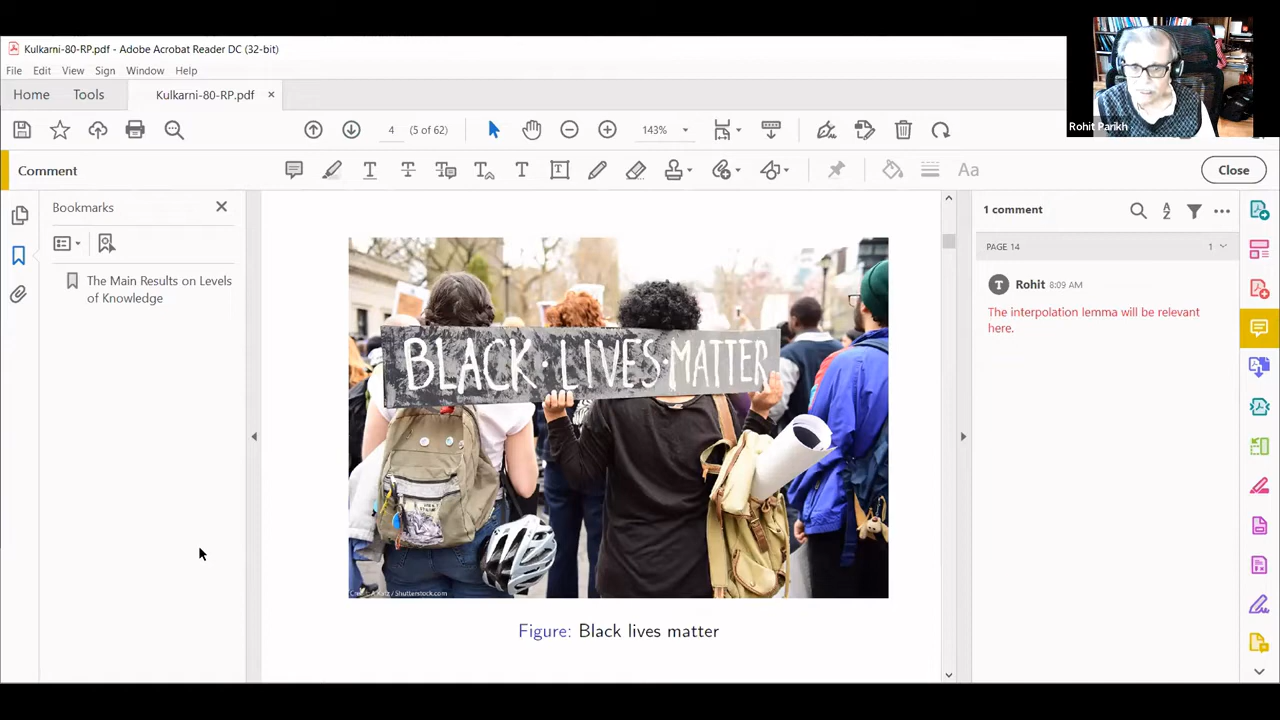 Kulkarni-80-RP.pdf - Adobe Acrobat Reader DC (32-bit)
File Edit View Sign Window Help
Home Tools Kulkarni-80-RP.pdf ×
4 (5 of 62) 143%
Comment Close
Bookmarks
The Main Results on Levels
of Knowledge
BLACK·LIVES·MATTER
Shutterstock.com
Figure: Black lives matter
1 comment
PAGE 14 1
T Rohit 8:09 AM
The interpolation lemma will be relevant
here.
Rohit Parikh